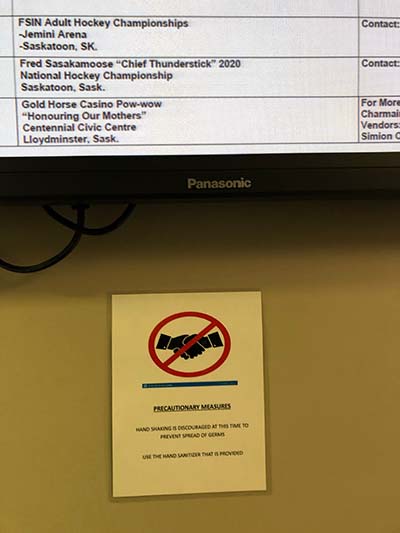 FSIN Adult Hockey Championships
-Jemini Arena
-Saskatoon, SK.
Contact:
Fred Sasakamoose “Chief Thunderstick” 2020
National Hockey Championship
Saskatoon, Sask.
Contact:
Gold Horse Casino Pow-wow
“Honouring Our Mothers”
Centennial Civic Centre
Lloydminster, Sask.
For More
Charmai
Vendors:
Simion C
Panasonic
PRECAUTIONARY MEASURES
HAND SHAKING IS DISCOURAGED AT THIS TIME TO
PREVENT SPREAD OF GERMS
USE THE HAND SANITIZER THAT IS PROVIDED